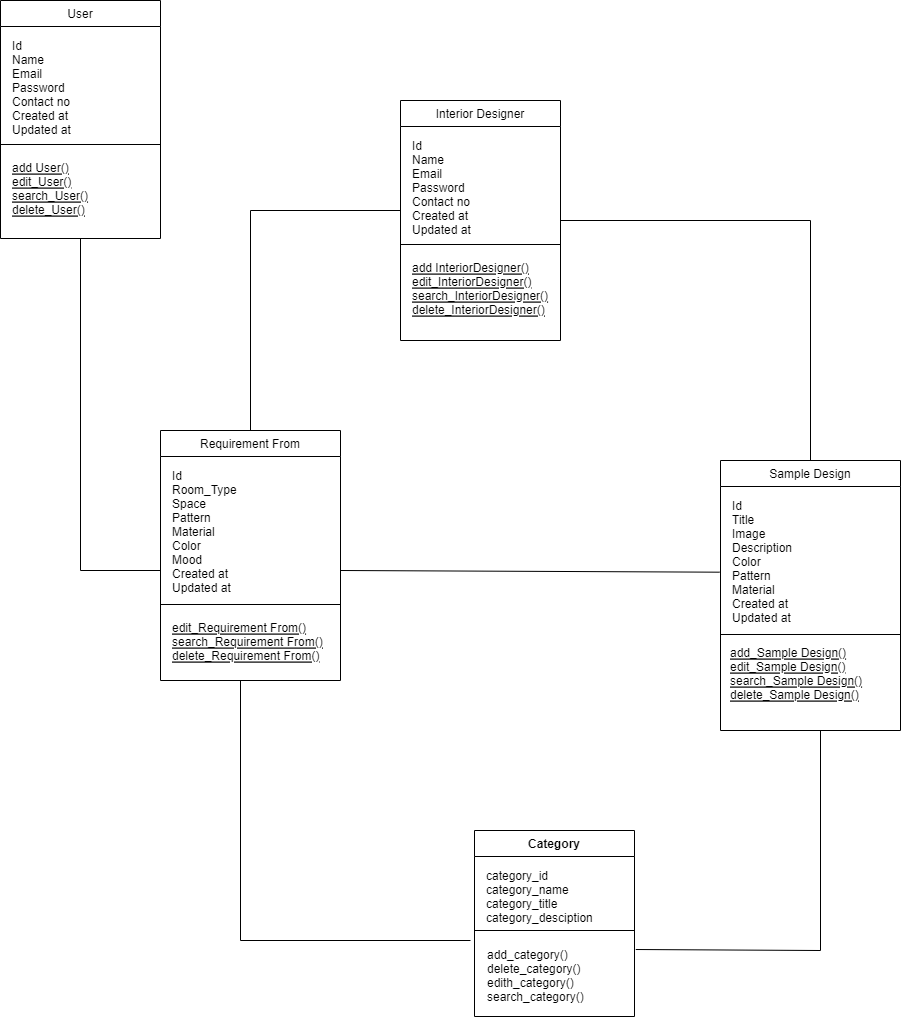 User
Id
Name
Email
Password
Contact no
Created at
Updated at
add User()
edit_User()
search_User()
delete_User()
Interior Designer
Id
Name
Email
Password
Contact no
Created at
Updated at
add InteriorDesigner()
edit_InteriorDesigner()
search_InteriorDesigner()
delete_InteriorDesigner()
Requirement From
Id
Room_Type
Space
Pattern
Material
Color
Mood
Created at
Updated at
edit_Requirement From()
search_Requirement From()
delete_Requirement From()
Sample Design
Id
Title
Image
Description
Color
Pattern
Material
Created at
Updated at
add_Sample Design()
edit_Sample Design()
search_Sample Design()
delete_Sample Design()
Category
category_id
category_name
category_title
category_desciption
add_category()
delete_category()
edith_category()
search_category()